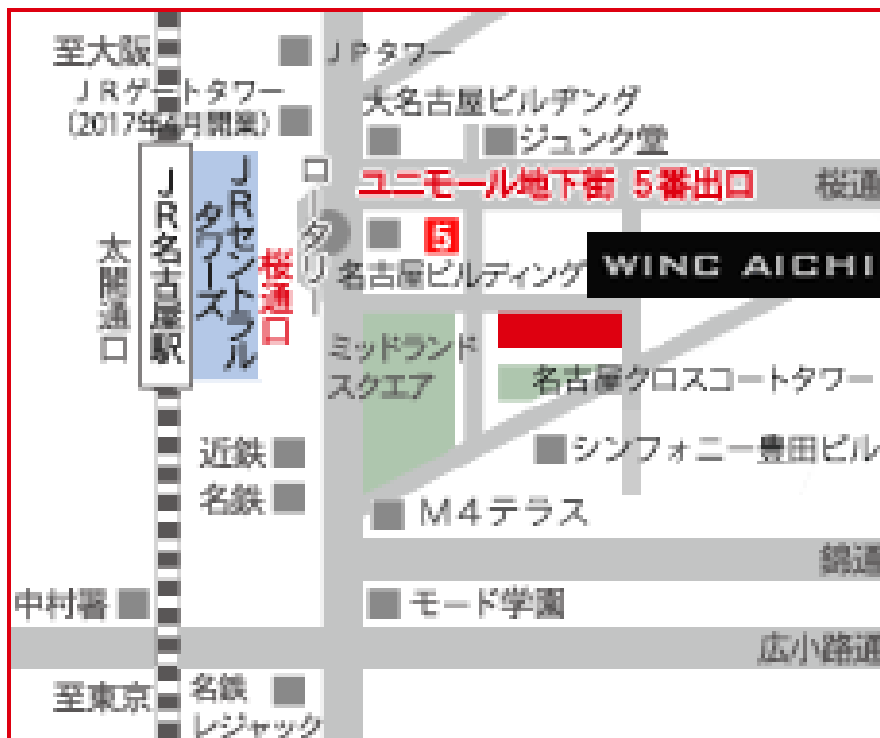 至大阪
JPタワー
JRゲートタワー
(2017年4月開業)
大名古屋ビルヂング
ジュンク堂
ロータリー
ユニモール地下街 5番出口
桜通
JR名古屋駅
JRセントラル
タワーズ
桜通口
太閤通口
5
名古屋ビルディング
WINC AICHI
ミッドランド
スクエア
名古屋クロスコートタワー
近鉄
シンフォニー豊田ビル
名鉄
M4テラス
錦通
中村署
モード学園
広小路通
至東京
名鉄
レジャック